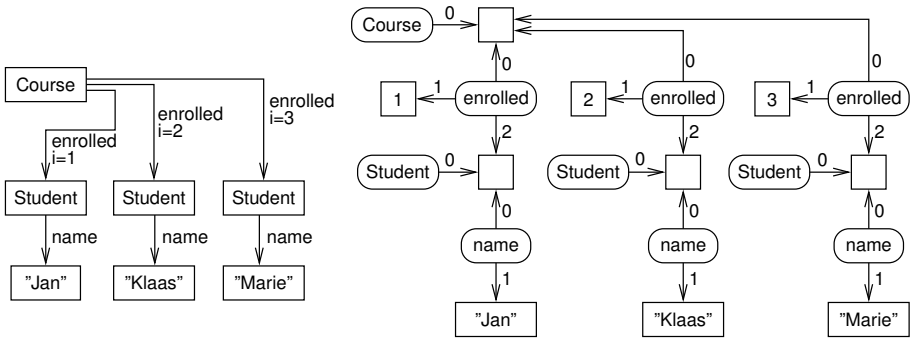 Course
enrolled
i=1
enrolled
i=2
enrolled
i=3
Student
Student
Student
name
name
name
”Jan”
”Klaas”
”Marie”
Course
0
0
0
0
1
1
enrolled
2
1
enrolled
3
1
enrolled
2
2
2
Student
0
Student
0
Student
0
0
0
0
name
name
name
1
1
1
”Jan”
”Klaas”
”Marie”